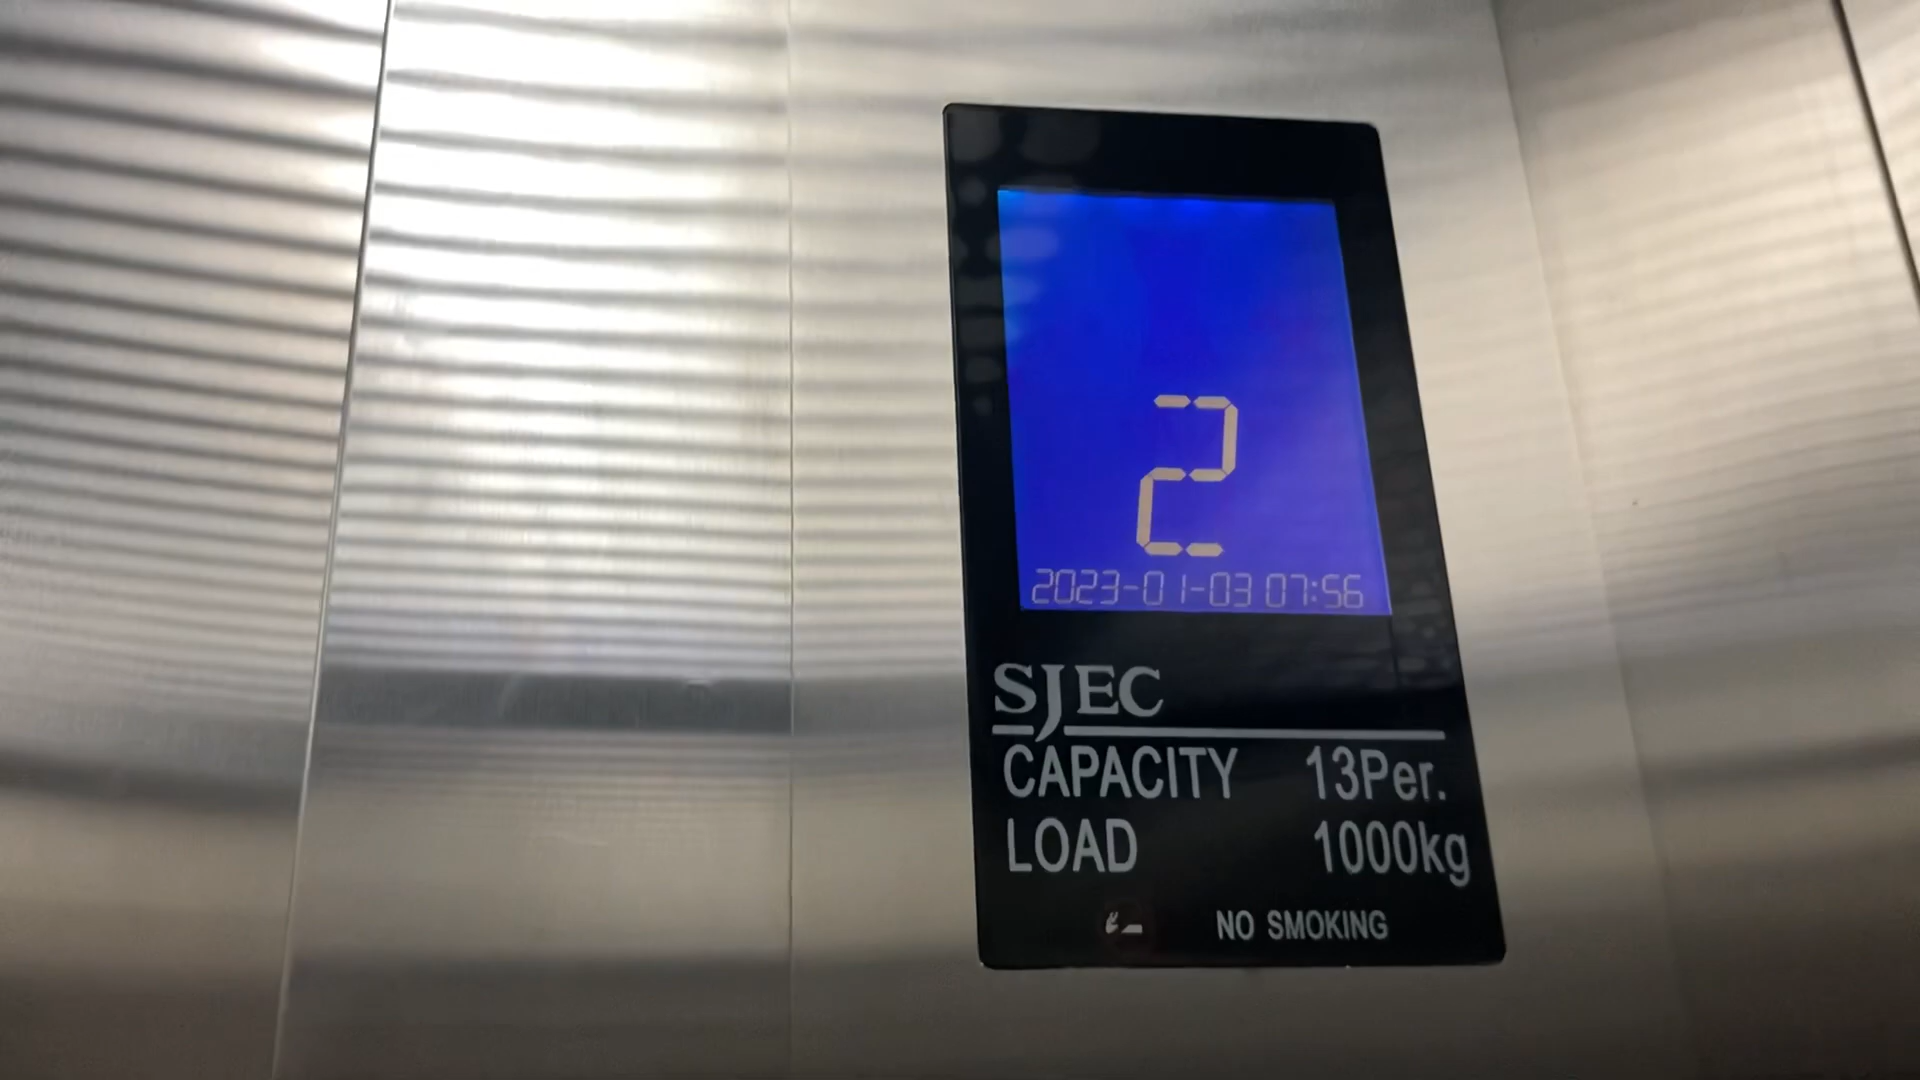 2
2023-01-03 07:56
SJEC
CAPACITY 13Per.
LOAD 1000kg
NO SMOKING